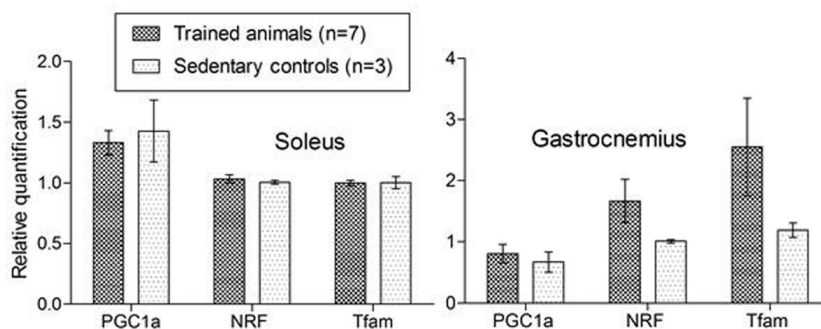 Trained animals (n=7)
Sedentary controls (n=3)
Relative quantification
2.0
1.5
1.0
0.5
0.0
Soleus
PGC1a NRF Tfam
4
3
2
1
0
Gastrocnemius
PGC1a NRF Tfam